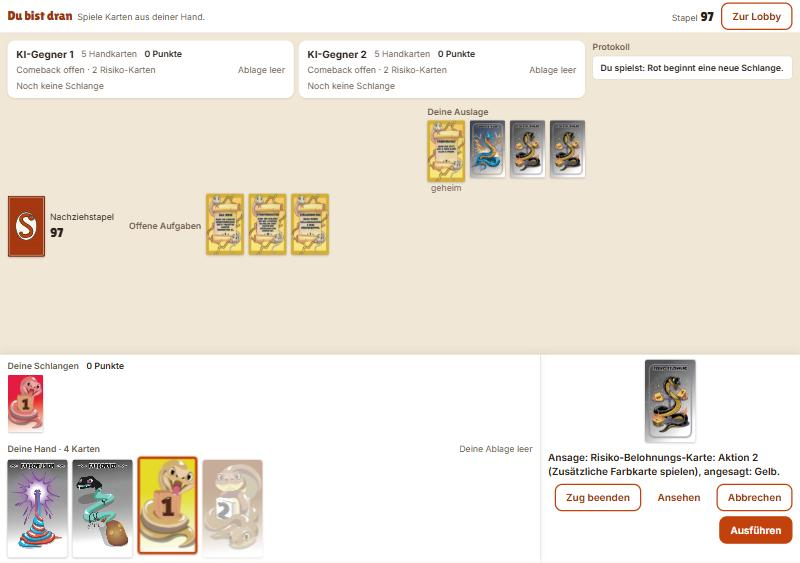 Du bist dran Spiele Karten aus deiner Hand.
Stapel 97 Zur Lobby
KI-Gegner 1 5 Handkarten 0 Punkte
Comeback offen · 2 Risiko-Karten Ablage leer
Noch keine Schlange
KI-Gegner 2 5 Handkarten 0 Punkte
Comeback offen · 2 Risiko-Karten Ablage leer
Noch keine Schlange
Protokoll
Du spielst: Rot beginnt eine neue Schlange.
Deine Auslage
geheim
S
Nachziehstapel
97
Offene Aufgaben
Deine Schlangen 0 Punkte
1
Deine Hand · 4 Karten Deine Ablage leer
1
2
Ansage: Risiko-Belohnungs-Karte: Aktion 2
(Zusätzliche Farbkarte spielen), angesagt: Gelb.
Zug beenden Ansehen Abbrechen
Ausführen